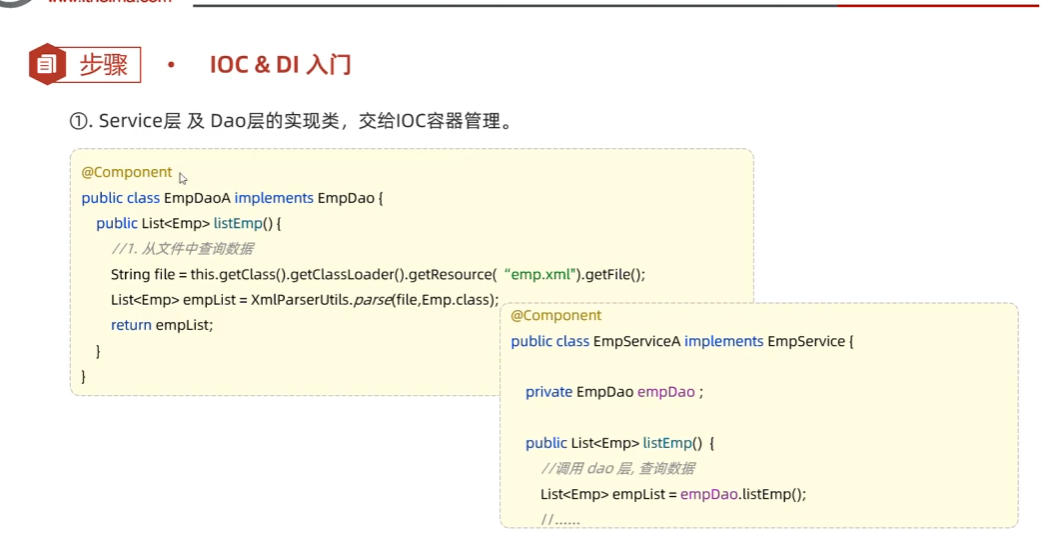 www.itheima.com
步骤 · IOC & DI 入门
①. Service层 及 Dao层的实现类，交给IOC容器管理。
@Component
public class EmpDaoA implements EmpDao {
public List<Emp> listEmp() {
//1. 从文件中查询数据
String file = this.getClass().getClassLoader().getResource( “emp.xml").getFile();
List<Emp> empList = XmlParserUtils.parse(file,Emp.class);
return empList;
}
}
@Component
public class EmpServiceA implements EmpService {
private EmpDao empDao ;
public List<Emp> listEmp() {
//调用 dao 层, 查询数据
List<Emp> empList = empDao.listEmp();
//......